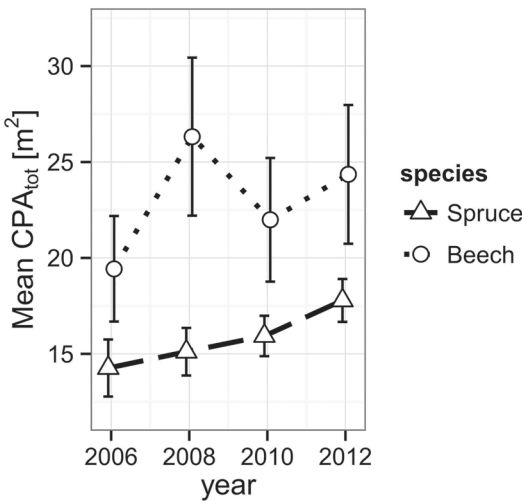 Mean CPAtot [m2]
30
25
20
15
2006 2008 2010 2012
year
species
Spruce
Beech